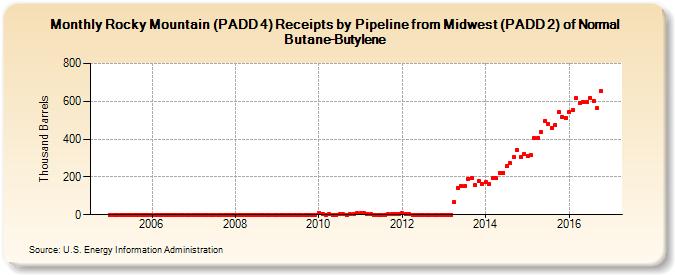 Monthly Rocky Mountain (PADD 4) Receipts by Pipeline from Midwest (PADD 2) of Normal
Butane-Butylene
Thousand Barrels
800
600
400
200
0
2006 2008 2010 2012 2014 2016
Source: U.S. Energy Information Administration